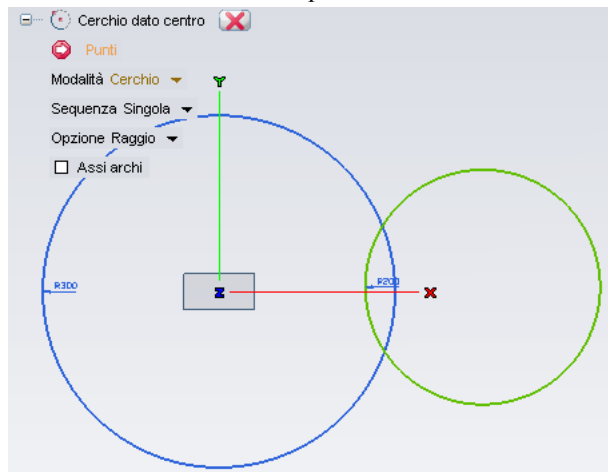 Cerchio dato centro
Punti
Modalità Cerchio
Y
Sequenza Singola
Opzione Raggio
Assi archi
R300
Z
R200
X